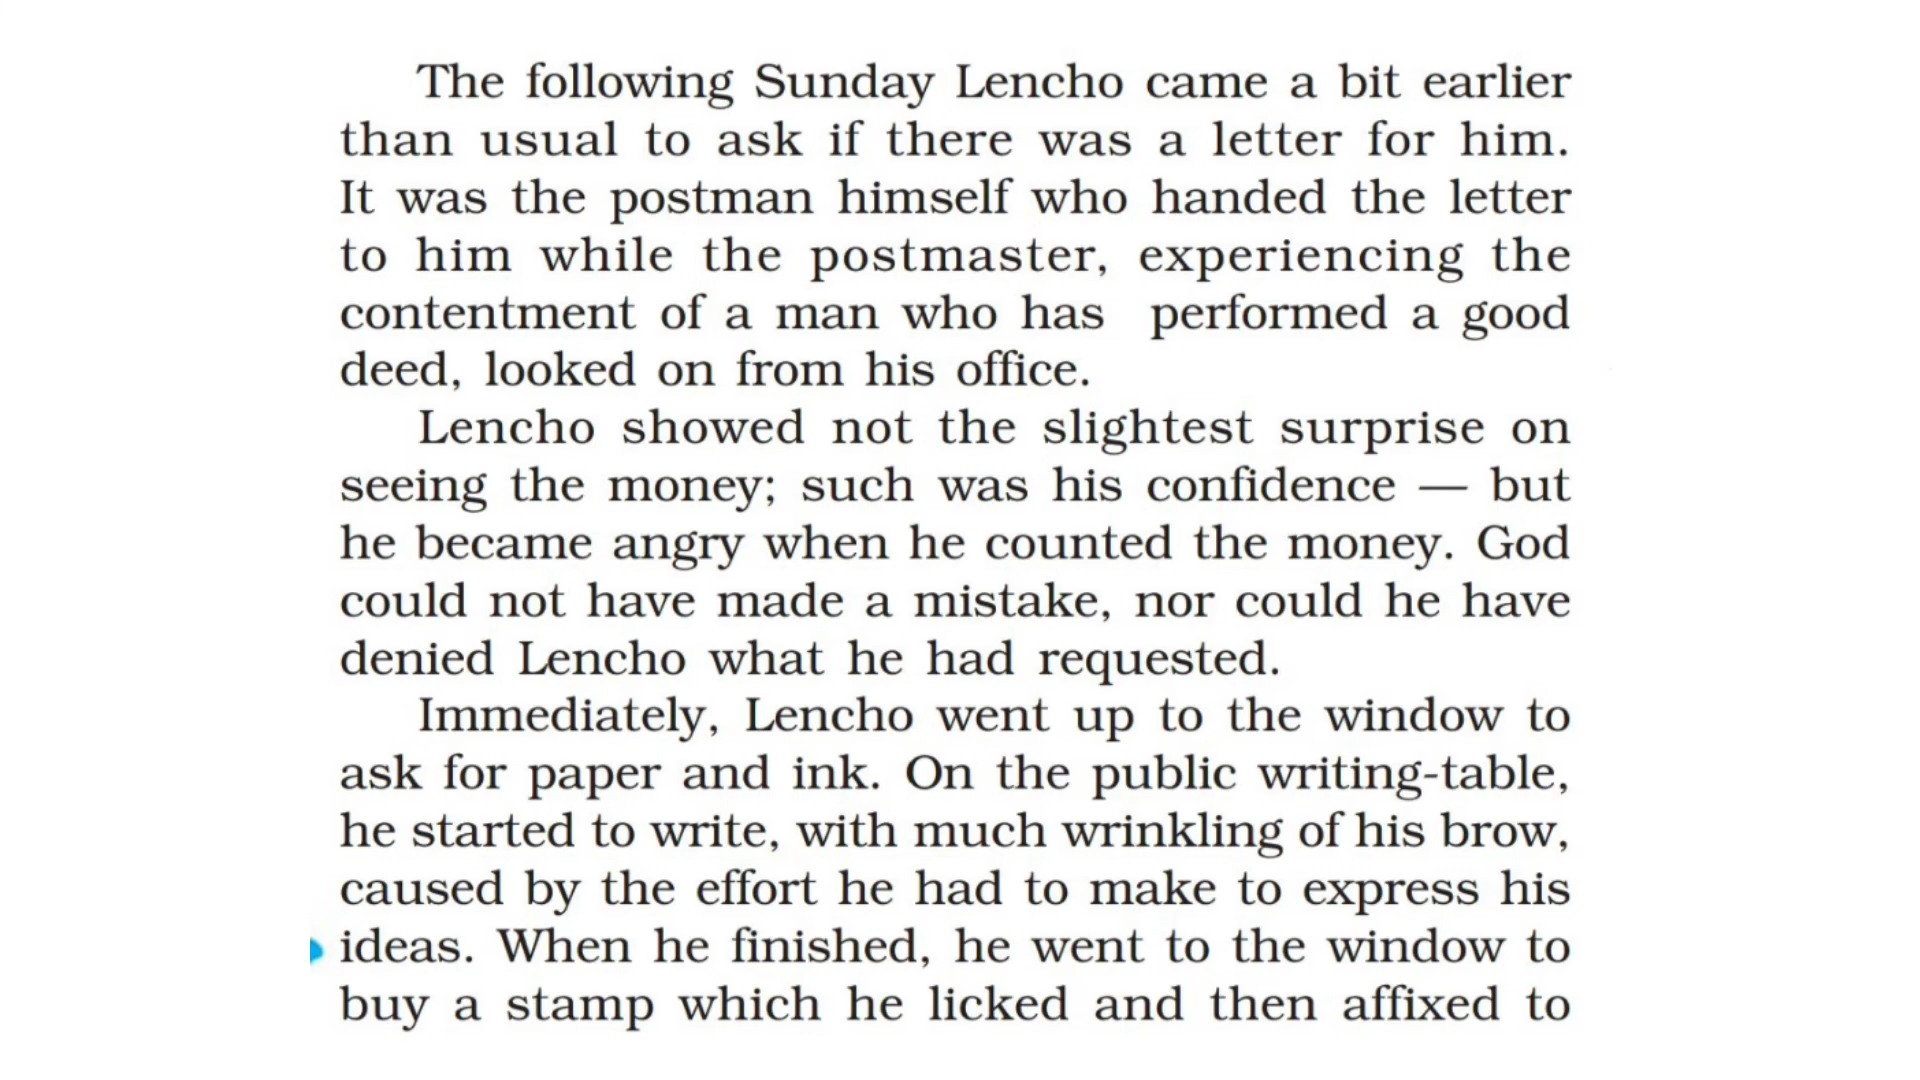 The following Sunday Lencho came a bit earlier
than usual to ask if there was a letter for him.
It was the postman himself who handed the letter
to him while the postmaster, experiencing the
contentment of a man who has performed a good
deed, looked on from his office.
Lencho showed not the slightest surprise on
seeing the money; such was his confidence — but
he became angry when he counted the money. God
could not have made a mistake, nor could he have
denied Lencho what he had requested.
Immediately, Lencho went up to the window to
ask for paper and ink. On the public writing-table,
he started to write, with much wrinkling of his brow,
caused by the effort he had to make to express his
ideas. When he finished, he went to the window to
buy a stamp which he licked and then affixed to